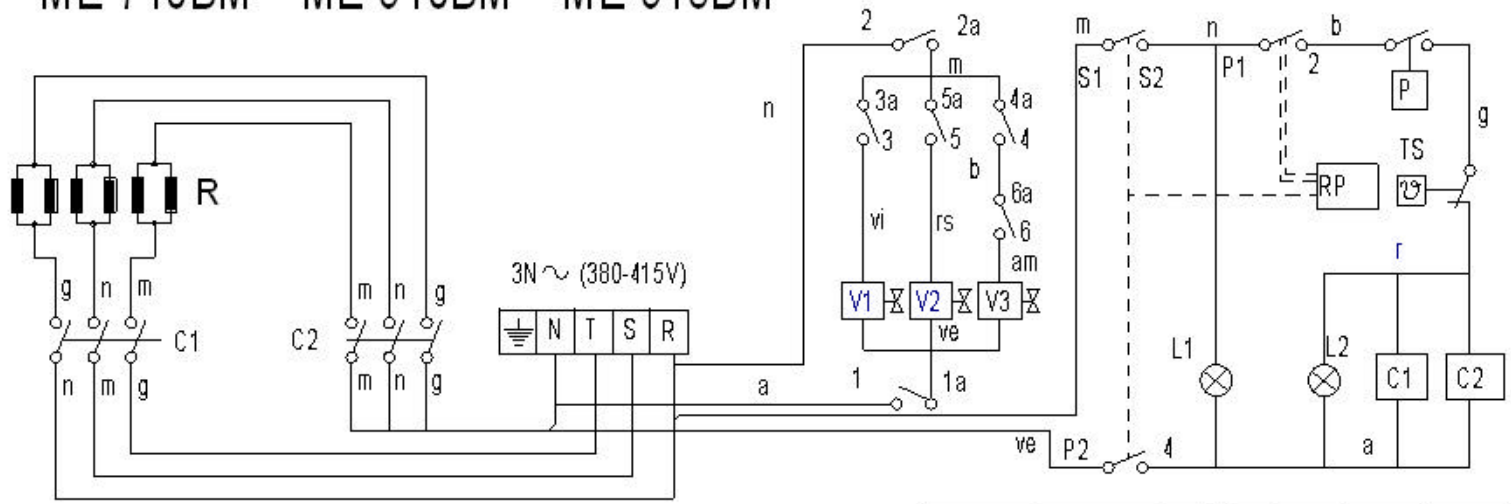 2 2a m n b
S1 S2 P1 2
m
3a 5a 4a P
n 3 5 4 g
b TS
R 6a RP ϑ
vi rs 6
g n m 3N ~ (380-415V) am r
m n g V1 V2 V3
C1 C2 N T S R ve
L1 L2 C1 C2
n m g m n g a 1 1a
ve P2 4 a